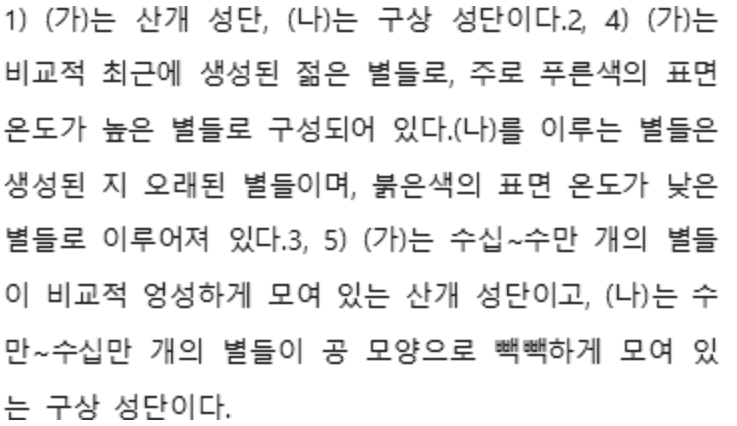 1) (가)는 산개 성단, (나)는 구상 성단이다.2, 4) (가)는
비교적 최근에 생성된 젊은 별들로, 주로 푸른색의 표면
온도가 높은 별들로 구성되어 있다.(나)를 이루는 별들은
생성된 지 오래된 별들이며, 붉은색의 표면 온도가 낮은
별들로 이루어져 있다.3, 5) (가)는 수십~수만 개의 별들
이 비교적 엉성하게 모여 있는 산개 성단이고, (나)는 수
만~수십만 개의 별들이 공 모양으로 빽빽하게 모여 있
는 구상 성단이다.